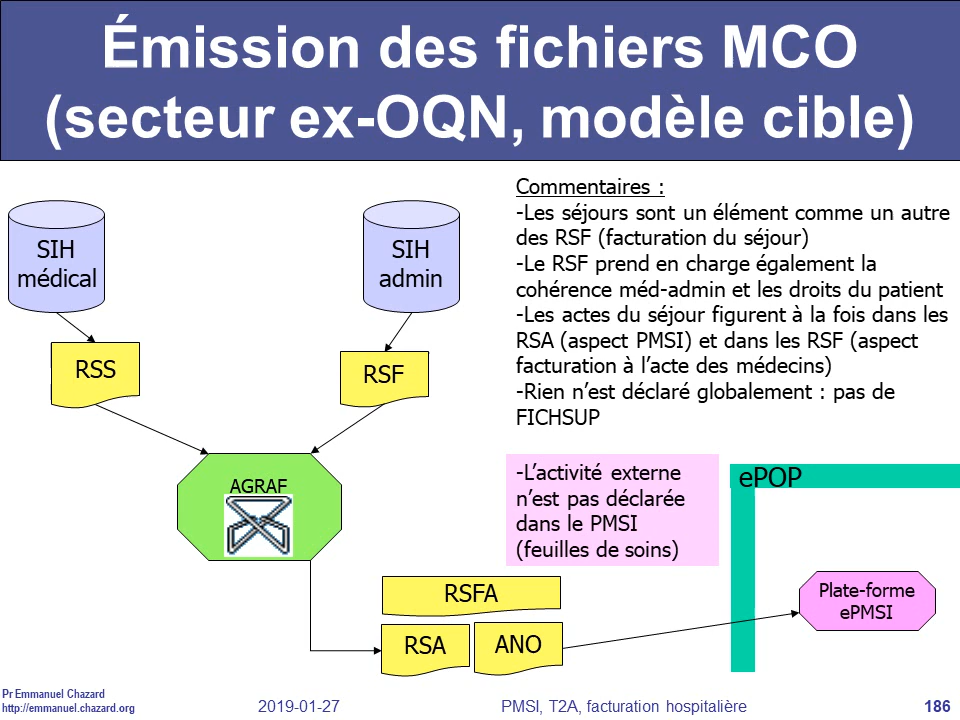 Émission des fichiers MCO
(secteur ex-OQN, modèle cible)
SIH
médical
SIH
admin
RSS
RSF
AGRAF
Commentaires :
-Les séjours sont un élément comme un autre
des RSF (facturation du séjour)
-Le RSF prend en charge également la
cohérence méd-admin et les droits du patient
-Les actes du séjour figurent à la fois dans les
RSA (aspect PMSI) et dans les RSF (aspect
facturation à l’acte des médecins)
-Rien n’est déclaré globalement : pas de
FICHSUP
-L’activité externe
n’est pas déclarée
dans le PMSI
(feuilles de soins)
ePOP
RSFA
RSA
ANO
Plate-forme
ePMSI
Pr Emmanuel Chazard
http://emmanuel.chazard.org
2019-01-27
PMSI, T2A, facturation hospitalière
186